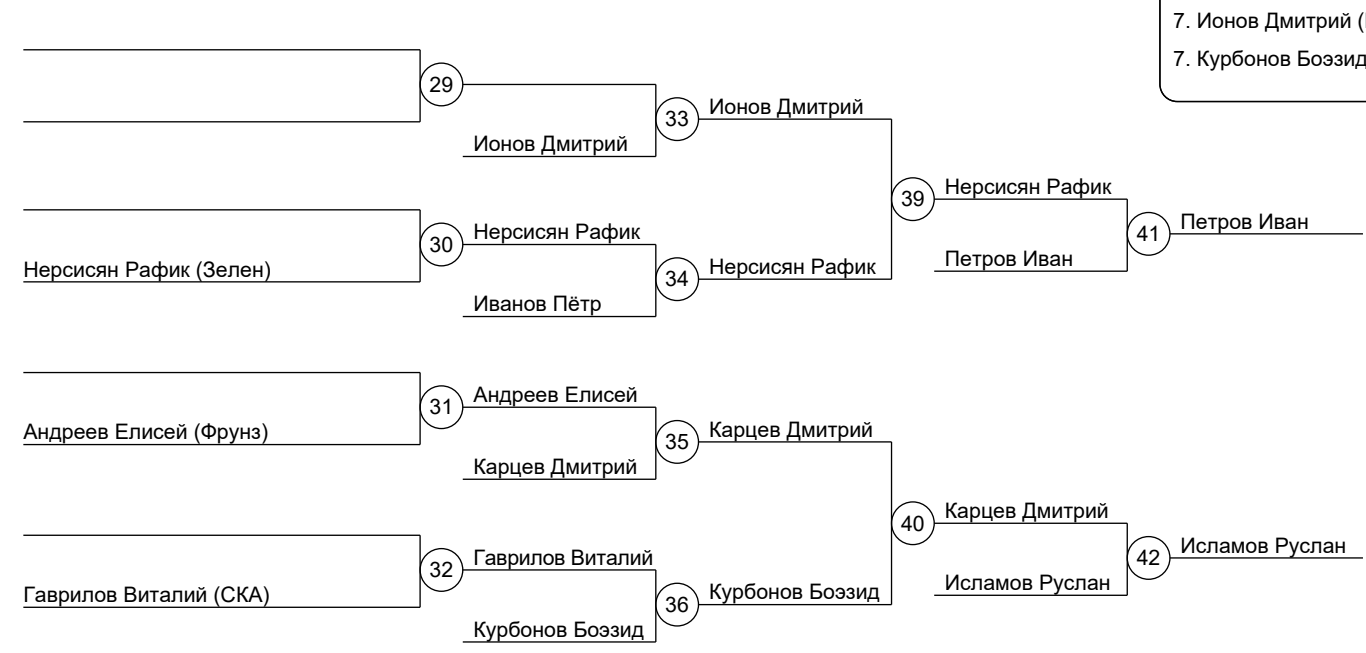 7. Ионов Дмитрий (
7. Курбонов Боэзид
29
Ионов Дмитрий
33
Ионов Дмитрий
Нерсисян Рафик (Зелен)
30
Нерсисян Рафик
Иванов Пётр
34
Нерсисян Рафик
39
Нерсисян Рафик
Петров Иван
41
Петров Иван
Андреев Елисей (Фрунз)
31
Андреев Елисей
Карцев Дмитрий
35
Карцев Дмитрий
Гаврилов Виталий (СКА)
32
Гаврилов Виталий
Курбонов Боэзид
36
Курбонов Боэзид
40
Карцев Дмитрий
Исламов Руслан
42
Исламов Руслан